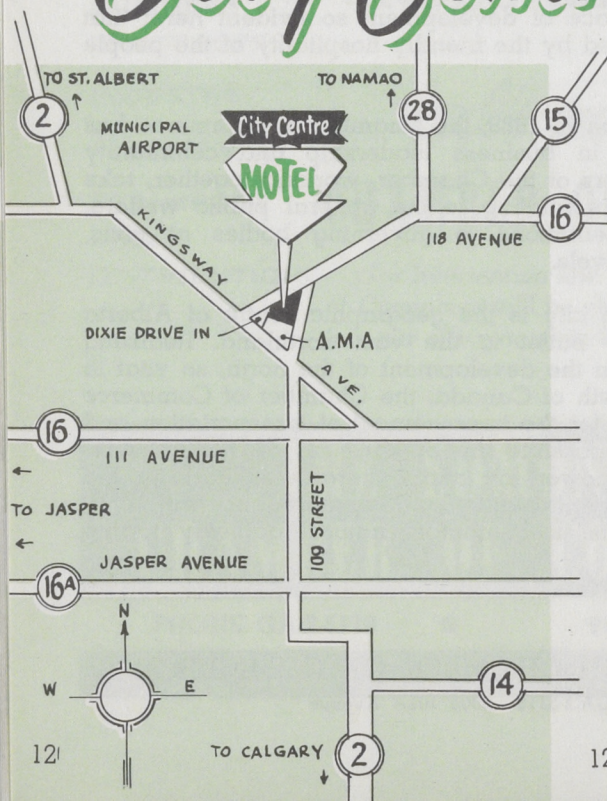 TO ST. ALBERT
TO NAMAO
2
28
15
MUNICIPAL
AIRPORT
City Centre
MOTEL
16
KINGSWAY
118 AVENUE
DIXIE DRIVE IN
A.M.A
AVE.
16
111 AVENUE
TO JASPER
109 STREET
JASPER AVENUE
16A
N
W
E
14
TO CALGARY
2